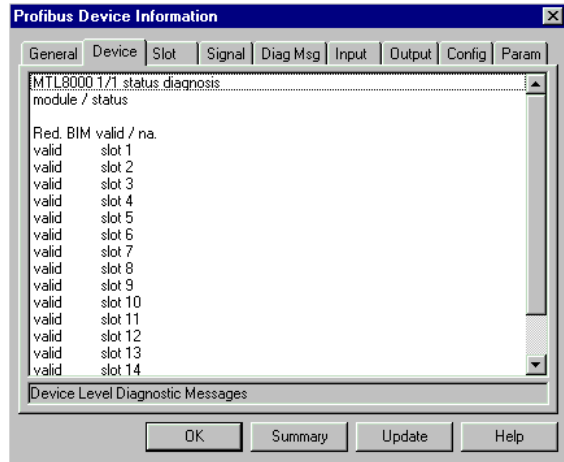 Profibus Device Information
General Device Slot Signal Diag Msg Input Output Config Param
MTL8000 1/1 status diagnosis
module / status
Red. BIM valid / na.
valid slot 1
valid slot 2
valid slot 3
valid slot 4
valid slot 5
valid slot 6
valid slot 7
valid slot 8
valid slot 9
valid slot 10
valid slot 11
valid slot 12
valid slot 13
valid slot 14
Device Level Diagnostic Messages
OK Summary Update Help